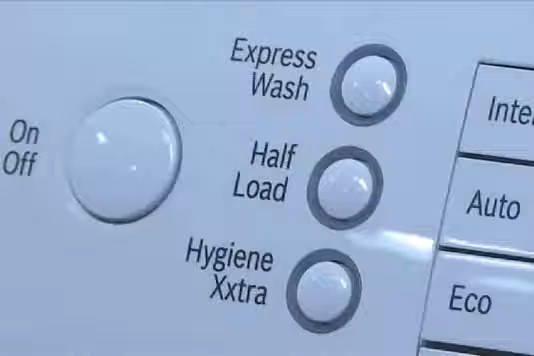 On
Off
Express
Wash
Half
Load
Hygiene
Xxtra
Auto
Eco